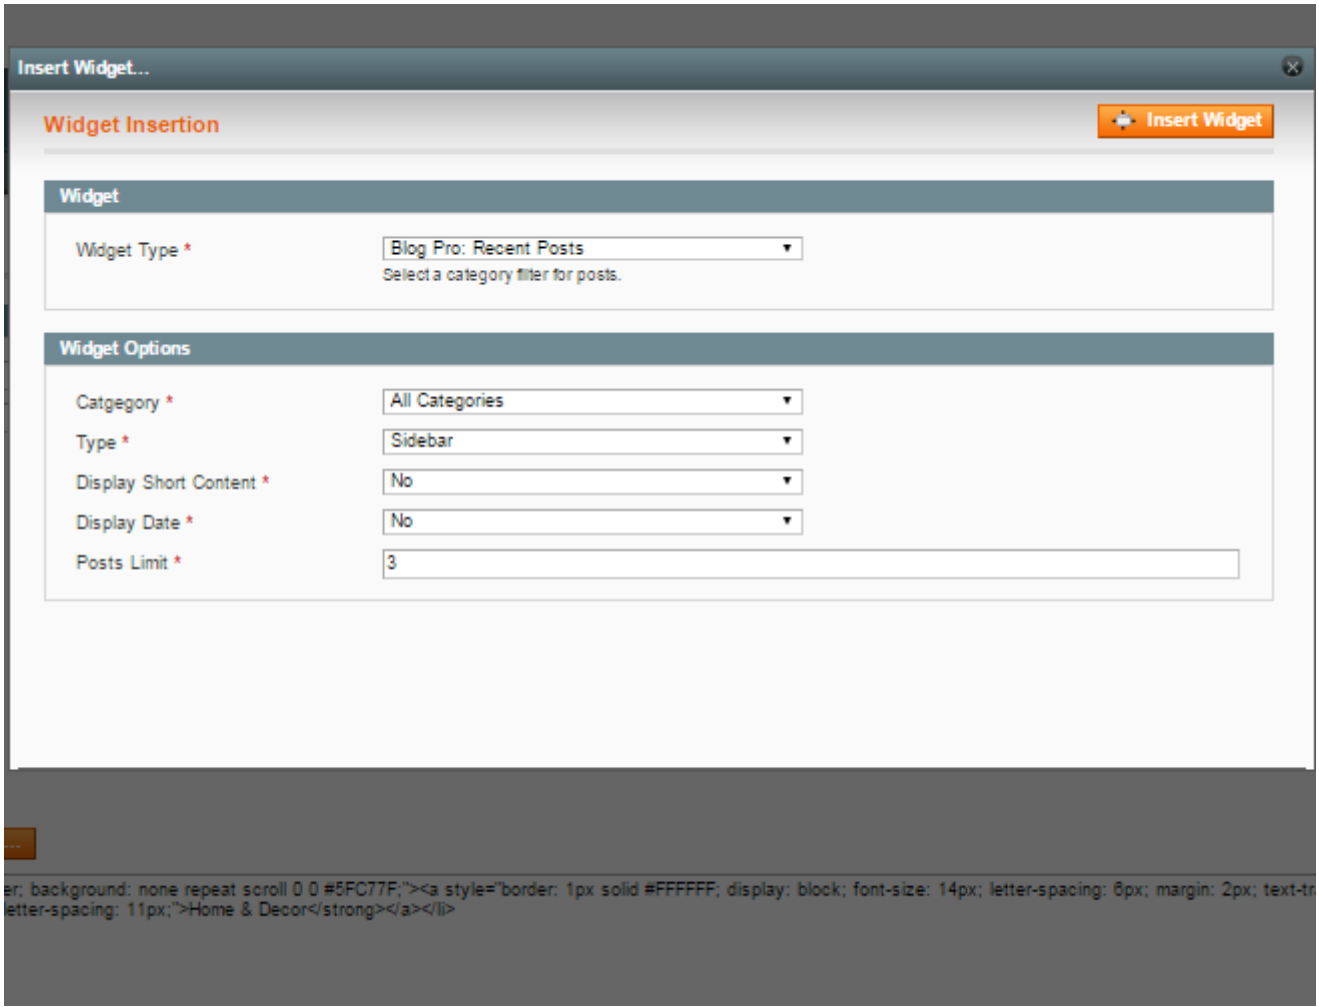 Insert Widget...
Widget Insertion
Insert Widget
Widget
Widget Type *
Blog Pro: Recent Posts
Select a category filter for posts.
Widget Options
Catgegory *
All Categories
Type *
Sidebar
Display Short Content *
No
Display Date *
No
Posts Limit *
3
...
er; background: none repeat scroll 0 0 #5FC77F;"><a style="border: 1px solid #FFFFFF; display: block; font-size: 14px; letter-spacing: 6px; margin: 2px; text-tr
letter-spacing: 11px;">Home & Decor</strong></a></li>